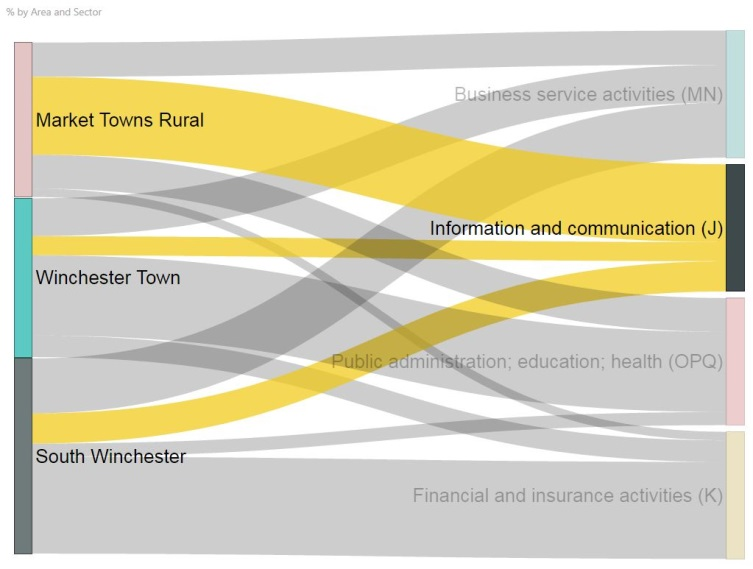 % by Area and Sector
Business service activities (MN)
Market Towns Rural
Information and communication (J)
Winchester Town
Public administration; education; health (OPQ)
South Winchester
Financial and insurance activities (K)